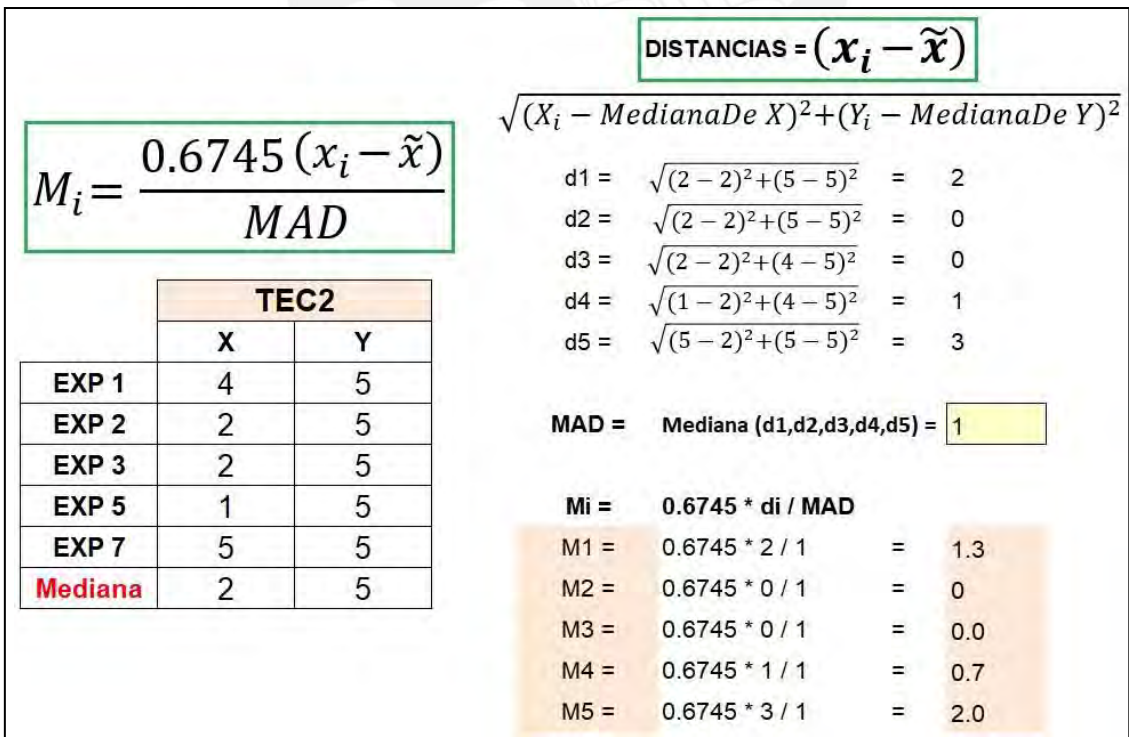 DISTANCIAS = (x_i − x̃)
√((X_i − MedianaDe X)²+(Y_i − MedianaDe Y)²)
M_i = 0.6745 (x_i − x̃) / MAD
d1 = √((2 − 2)²+(5 − 5)²) = 2
d2 = √((2 − 2)²+(5 − 5)²) = 0
d3 = √((2 − 2)²+(4 − 5)²) = 0
d4 = √((1 − 2)²+(4 − 5)²) = 1
d5 = √((5 − 2)²+(5 − 5)²) = 3
TEC2
X Y
EXP 1 4 5
EXP 2 2 5
EXP 3 2 5
EXP 5 1 5
EXP 7 5 5
Mediana 2 5
MAD = Mediana (d1,d2,d3,d4,d5) = 1
Mi = 0.6745 * di / MAD
M1 = 0.6745 * 2 / 1 = 1.3
M2 = 0.6745 * 0 / 1 = 0
M3 = 0.6745 * 0 / 1 = 0.0
M4 = 0.6745 * 1 / 1 = 0.7
M5 = 0.6745 * 3 / 1 = 2.0